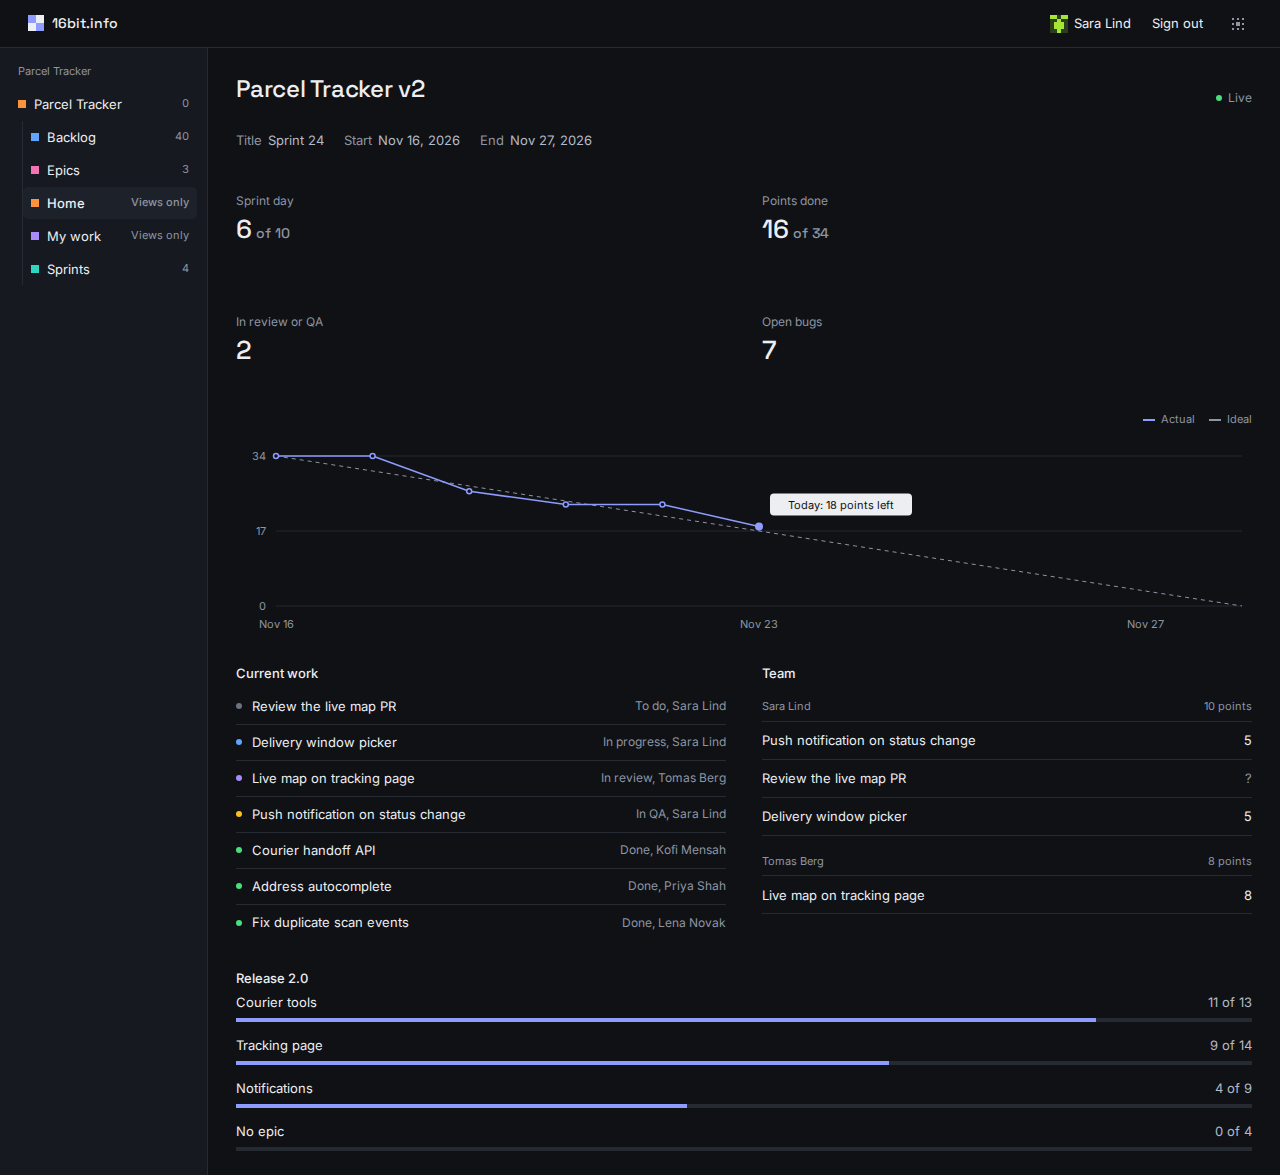 16bit.info
Sara Lind
Sign out
Parcel Tracker
Parcel Tracker 0
Backlog 40
Epics 3
Home Views only
My work Views only
Sprints 4
Parcel Tracker v2
Live
Title Sprint 24 Start Nov 16, 2026 End Nov 27, 2026
Sprint day
6 of 10
Points done
16 of 34
In review or QA
2
Open bugs
7
Actual Ideal
34
Today: 18 points left
17
0
Nov 16 Nov 23 Nov 27
Current work
Review the live map PR To do, Sara Lind
Delivery window picker In progress, Sara Lind
Live map on tracking page In review, Tomas Berg
Push notification on status change In QA, Sara Lind
Courier handoff API Done, Kofi Mensah
Address autocomplete Done, Priya Shah
Fix duplicate scan events Done, Lena Novak
Team
Sara Lind 10 points
Push notification on status change 5
Review the live map PR ?
Delivery window picker 5
Tomas Berg 8 points
Live map on tracking page 8
Release 2.0
Courier tools 11 of 13
Tracking page 9 of 14
Notifications 4 of 9
No epic 0 of 4